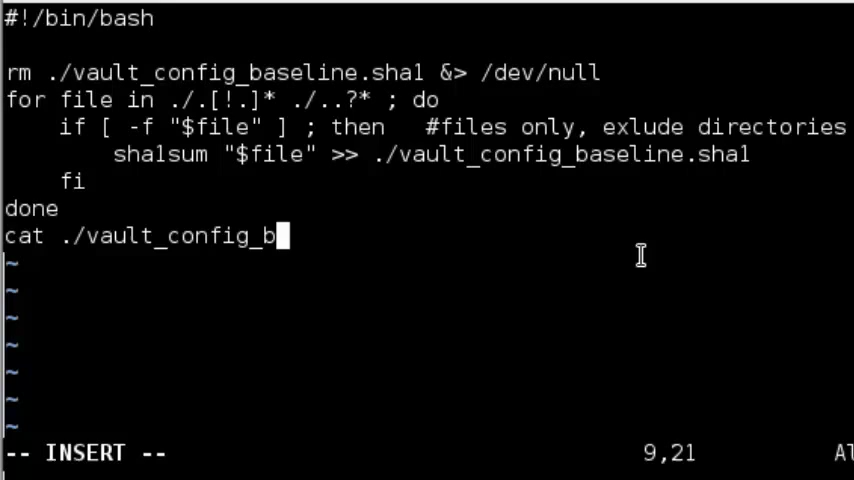 #!/bin/bash
rm ./vault_config_baseline.sha1 &> /dev/null
for file in ./.[!.]* ./..?* ; do
    if [ -f "$file" ] ; then   #files only, exlude directories
        sha1sum "$file" >> ./vault_config_baseline.sha1
    fi
done
cat ./vault_config_b
~
~
~
~
~
~
~
-- INSERT -- 9,21 Al